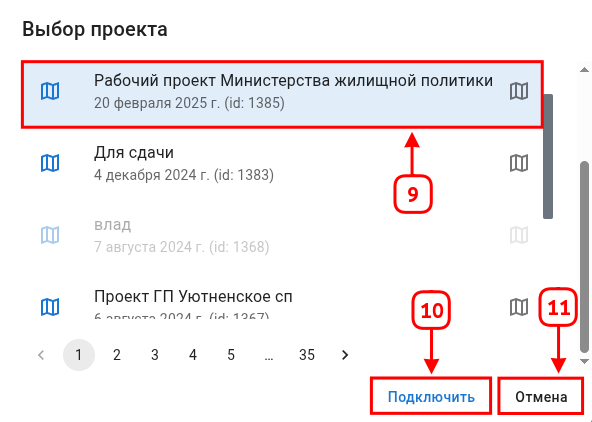 Выбор проекта
Рабочий проект Министерства жилищной политики
20 февраля 2025 г. (id: 1385)
Для сдачи
4 декабря 2024 г. (id: 1383)
9
влад
7 августа 2024 г. (id: 1368)
Проект ГП Уютненское сп
6 августа 2024 г. (id: 1367)
10
11
1 2 3 4 5 ... 35
Подключить
Отмена